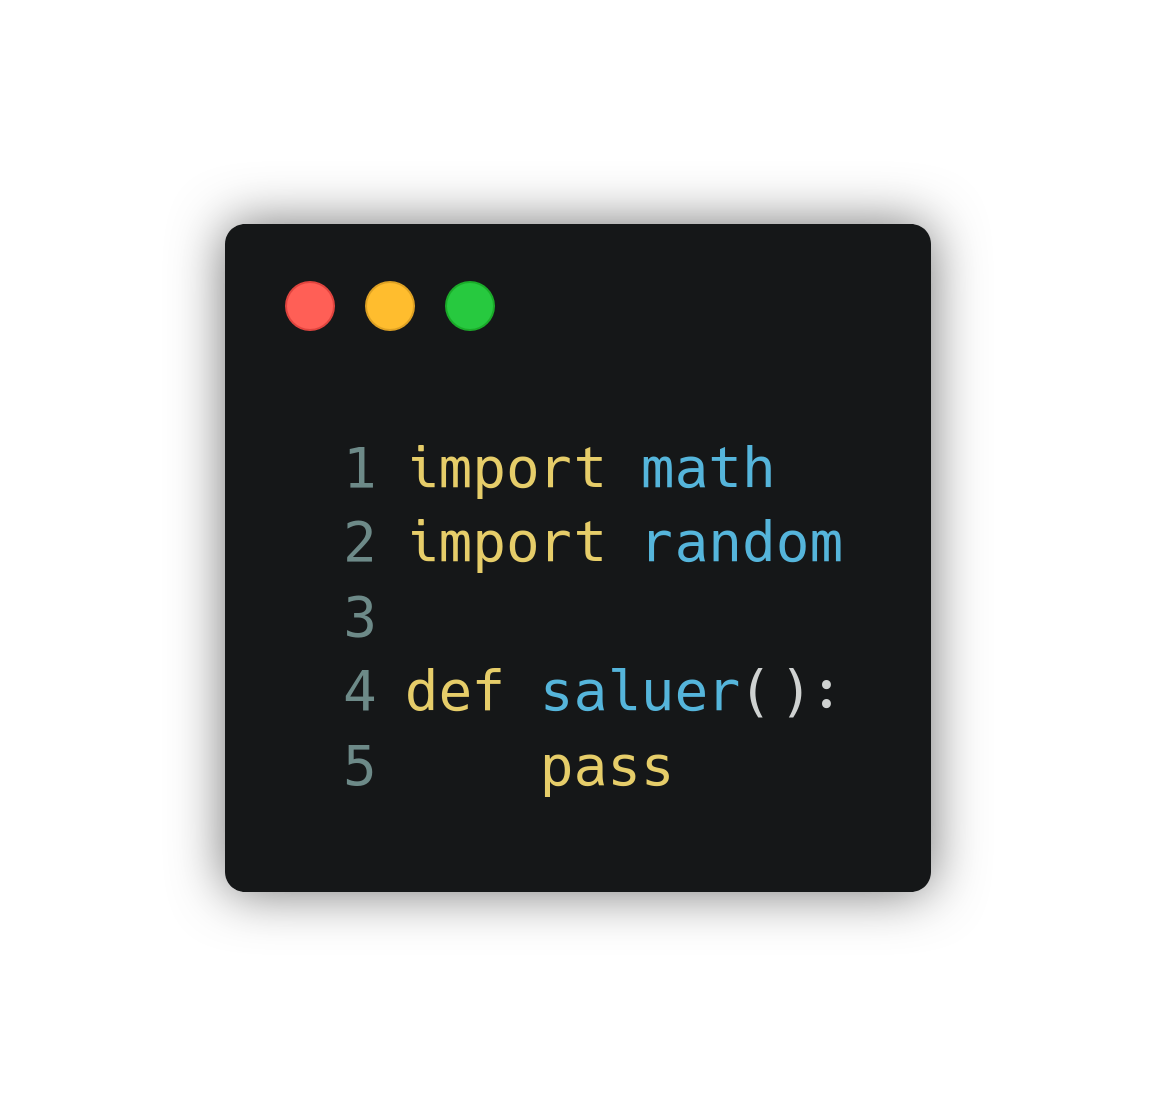 1 import math
2 import random
3
4 def saluer():
5     pass